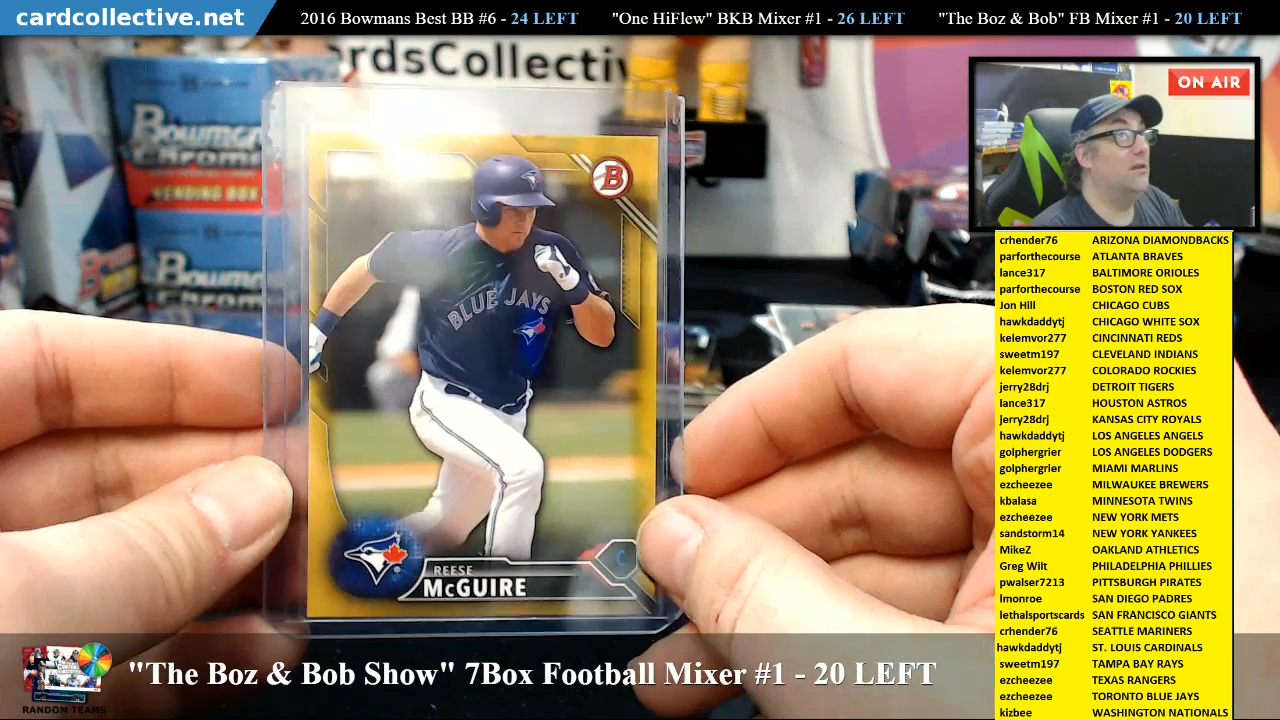 cardcollective.net
2016 Bowmans Best BB #6 - 24 LEFT
"One HiFlew" BKB Mixer #1 - 26 LEFT
"The Boz & Bob" FB Mixer #1 - 20 LEFT
rdsCollectiv
ON AIR
Bowman
Chrome
VENDING BOX
Bowman
Chrome
B
BLUE JAYS
C
REESE
McGUIRE
crhender76 ARIZONA DIAMONDBACKS
parforthecourse ATLANTA BRAVES
lance317 BALTIMORE ORIOLES
parforthecourse BOSTON RED SOX
Jon Hill CHICAGO CUBS
hawkdaddytj CHICAGO WHITE SOX
kelemvor277 CINCINNATI REDS
sweetm197 CLEVELAND INDIANS
kelemvor277 COLORADO ROCKIES
jerry28drj DETROIT TIGERS
lance317 HOUSTON ASTROS
jerry28drj KANSAS CITY ROYALS
hawkdaddytj LOS ANGELES ANGELS
golphergrier LOS ANGELES DODGERS
golphergrier MIAMI MARLINS
ezcheezee MILWAUKEE BREWERS
kbalasa MINNESOTA TWINS
ezcheezee NEW YORK METS
sandstorm14 NEW YORK YANKEES
MikeZ OAKLAND ATHLETICS
Greg Wilt PHILADELPHIA PHILLIES
pwalser7213 PITTSBURGH PIRATES
lmonroe SAN DIEGO PADRES
lethalsportscards SAN FRANCISCO GIANTS
crhender76 SEATTLE MARINERS
hawkdaddytj ST. LOUIS CARDINALS
sweetm197 TAMPA BAY RAYS
ezcheezee TEXAS RANGERS
ezcheezee TORONTO BLUE JAYS
kizbee WASHINGTON NATIONALS
"The Boz & Bob Show" 7Box Football Mixer #1 - 20 LEFT
RANDOM TEAMS